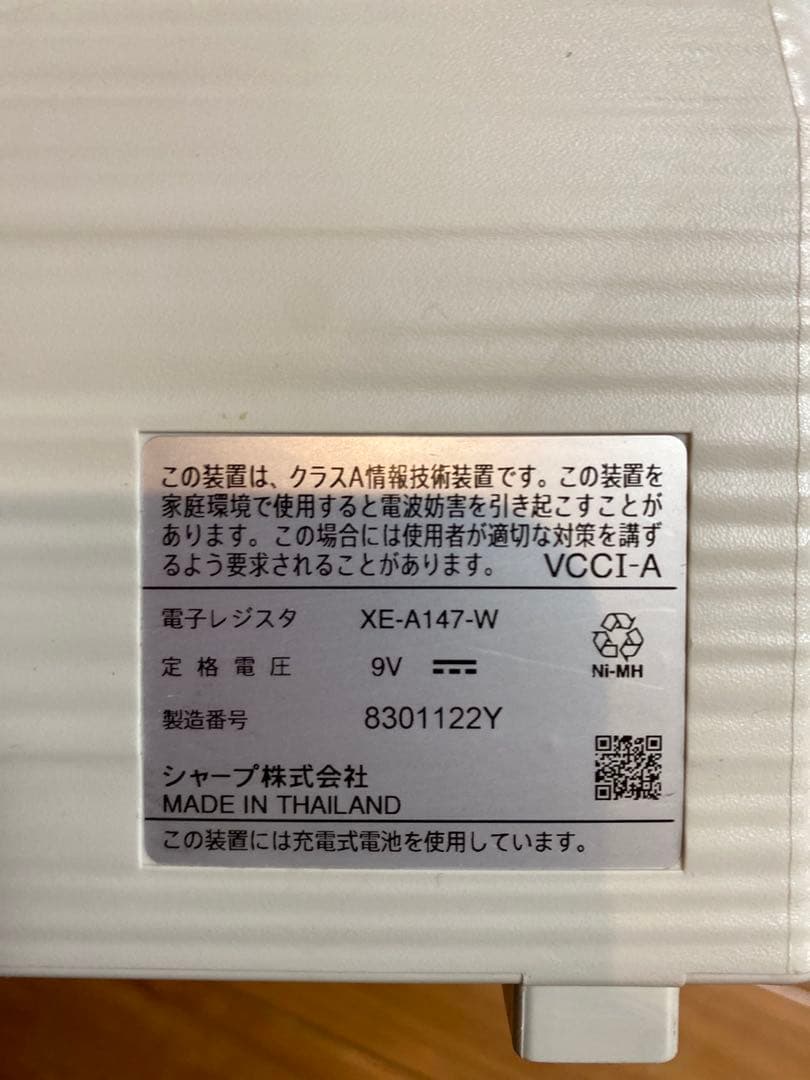 この装置は、クラスA情報技術装置です。この装置を
家庭環境で使用すると電波妨害を引き起こすことが
あります。この場合には使用者が適切な対策を講ず
るよう要求されることがあります。 VCCI-A
電子レジスタ XE-A147-W
定格電圧 9V
Ni-MH
製造番号 8301122Y
シャープ株式会社
MADE IN THAILAND
この装置には充電式電池を使用しています。